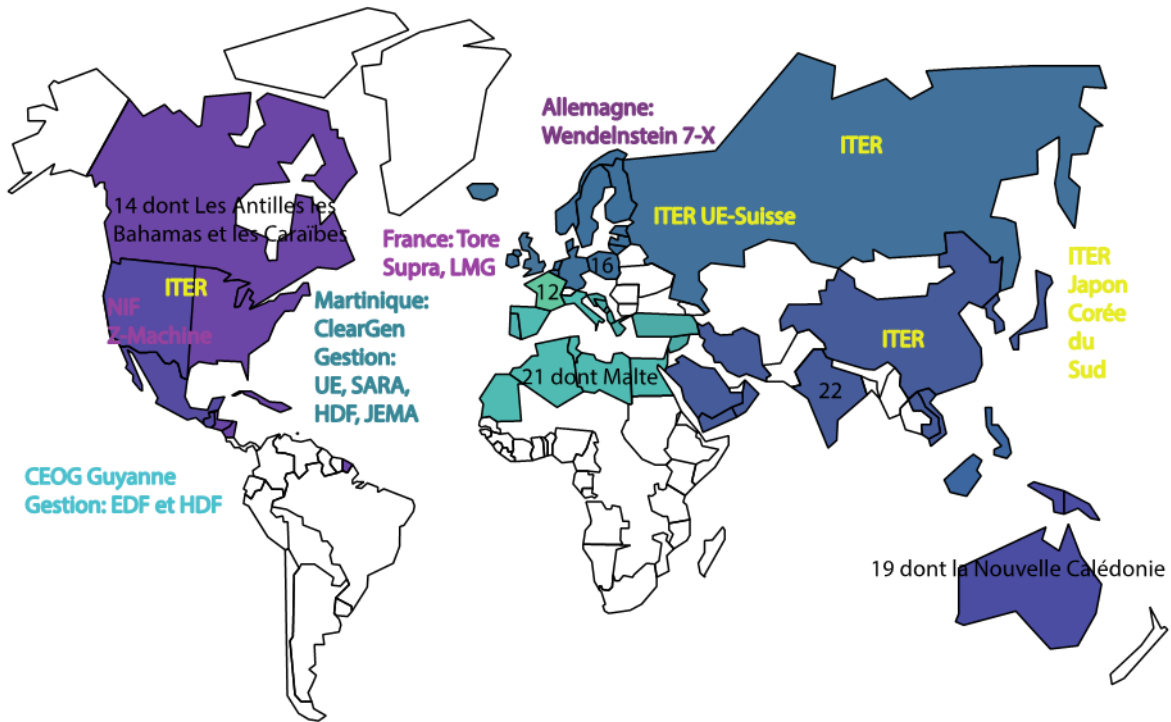 Allemagne:
Wendelnstein 7-X
ITER
14 dont Les Antilles les
Bahamas et les Caraïbes
ITER UE-Suisse
France: Tore
Supra, LMG
16
ITER
12
NIF
Z-Machine
Martinique:
ClearGen
Gestion:
UE, SARA,
HDF, JEMA
ITER
ITER
Japon
Corée
du
Sud
21 dont Malte
22
CEOG Guyanne
Gestion: EDF et HDF
19 dont la Nouvelle Calédonie